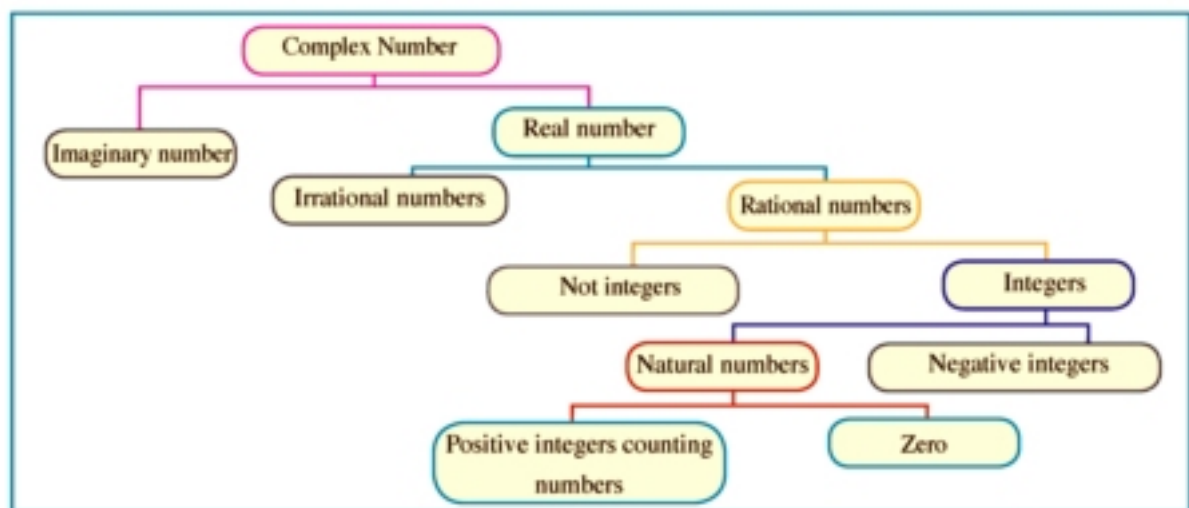 Complex Number
Real number
Imaginary number
Irrational numbers
Rational numbers
Not integers
Integers
Natural numbers
Negative integers
Positive integers counting
numbers
Zero